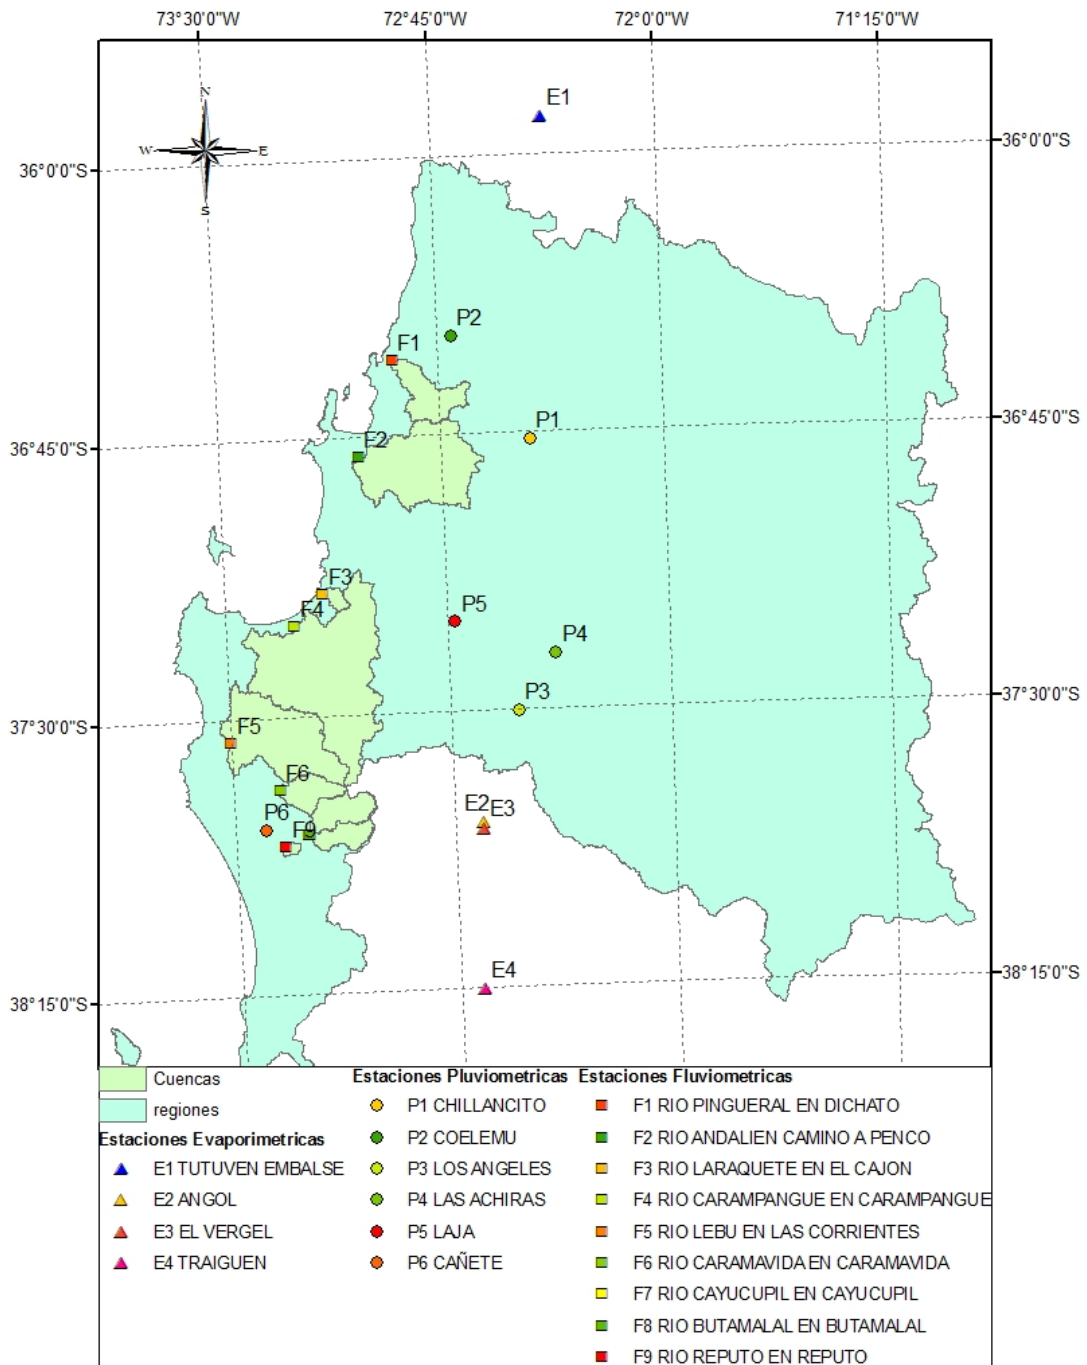 73°30'0"W 72°45'0"W 72°0'0"W 71°15'0"W
E1
N
W E
S
36°0'0"S 36°0'0"S
P2
F1
P1
36°45'0"S 36°45'0"S
F2
F3
F4
P5
P4
P3
37°30'0"S 37°30'0"S
F5
F6
E2 E3
P6
F9
E4
38°15'0"S 38°15'0"S
Cuencas
regiones
Estaciones Evaporimetricas
E1 TUTUVEN EMBALSE
E2 ANGOL
E3 EL VERGEL
E4 TRAIGUEN
Estaciones Pluviometricas
P1 CHILLANCITO
P2 COELEMU
P3 LOS ANGELES
P4 LAS ACHIRAS
P5 LAJA
P6 CAÑETE
Estaciones Fluviometricas
F1 RIO PINGUERAL EN DICHATO
F2 RIO ANDALIEN CAMINO A PENCO
F3 RIO LARAQUETE EN EL CAJON
F4 RIO CARAMPANGUE EN CARAMPANGUE
F5 RIO LEBU EN LAS CORRIENTES
F6 RIO CARAMAVIDA EN CARAMAVIDA
F7 RIO CAYUCUPIL EN CAYUCUPIL
F8 RIO BUTAMALAL EN BUTAMALAL
F9 RIO REPUTO EN REPUTO